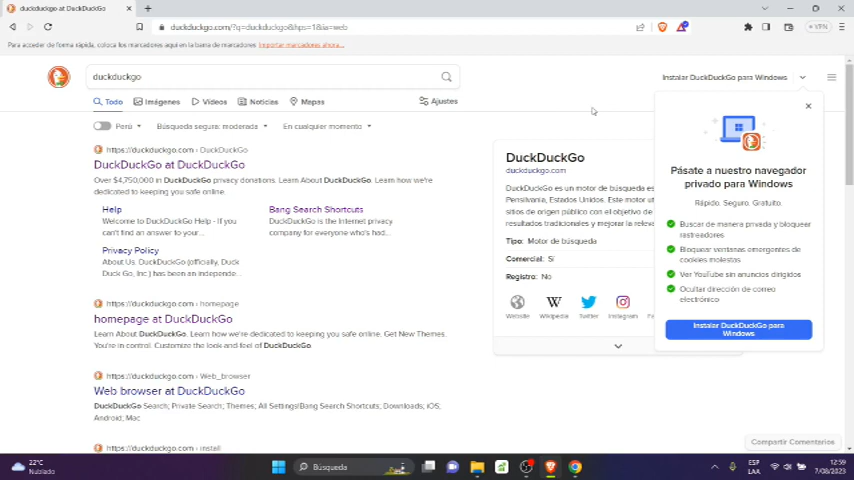 duckduckgo at DuckDuckGo
duckduckgo.com/?q=duckduckgo&hps=1&ia=web
VPN
Para acceder de forma rápida, coloca los marcadores aquí en la barra de marcadores. Importar marcadores ahora...
duckduckgo
Instalar DuckDuckGo para Windows
Todo
Imágenes
Vídeos
Noticias
Mapas
Ajustes
Perú
Búsqueda segura: moderada
En cualquier momento
https://duckduckgo.com › DuckDuckGo
DuckDuckGo at DuckDuckGo
Over $4,750,000 in DuckDuckGo privacy donations. Learn About DuckDuckGo. Learn how we're
dedicated to keeping you safe online.
Help
Welcome to DuckDuckGo Help - If you
can't find an answer to your...
Bang Search Shortcuts
DuckDuckGo is the Internet privacy
company for everyone who's had...
Privacy Policy
About Us. DuckDuckGo (officially, Duck
Duck Go, Inc.) has been an independe...
https://duckduckgo.com › homepage
homepage at DuckDuckGo
Learn About DuckDuckGo. Learn how we're dedicated to keeping you safe online. Get New Themes.
You're in control. Customize the look and feel of DuckDuckGo.
https://duckduckgo.com › Web_browser
Web browser at DuckDuckGo
DuckDuckGo Search; Private Search; Themes; All Settings!Bang Search Shortcuts; Downloads; iOS;
Android; Mac
https://duckduckgo.com › install
DuckDuckGo
duckduckgo.com
DuckDuckGo es un motor de búsqueda es
Pensilvania, Estados Unidos. Este motor ut
sitios de origen público con el objetivo de
resultados tradicionales y mejorar la releva
Tipo: Motor de búsqueda
Comercial: Sí
Registro: No
Website
Wikipedia
Twitter
Instagram
Pásate a nuestro navegador
privado para Windows
Rápido. Seguro. Gratuito.
Buscar de manera privada y bloquear
rastreadores
Bloquear ventanas emergentes de
cookies molestos
Ver YouTube sin anuncios dirigidos
Ocultar dirección de correo
electrónico
Instalar DuckDuckGo para
Windows
Compartir Comentarios
22°C
Nublado
Búsqueda
ESP
LAA
12:59
7/08/2023